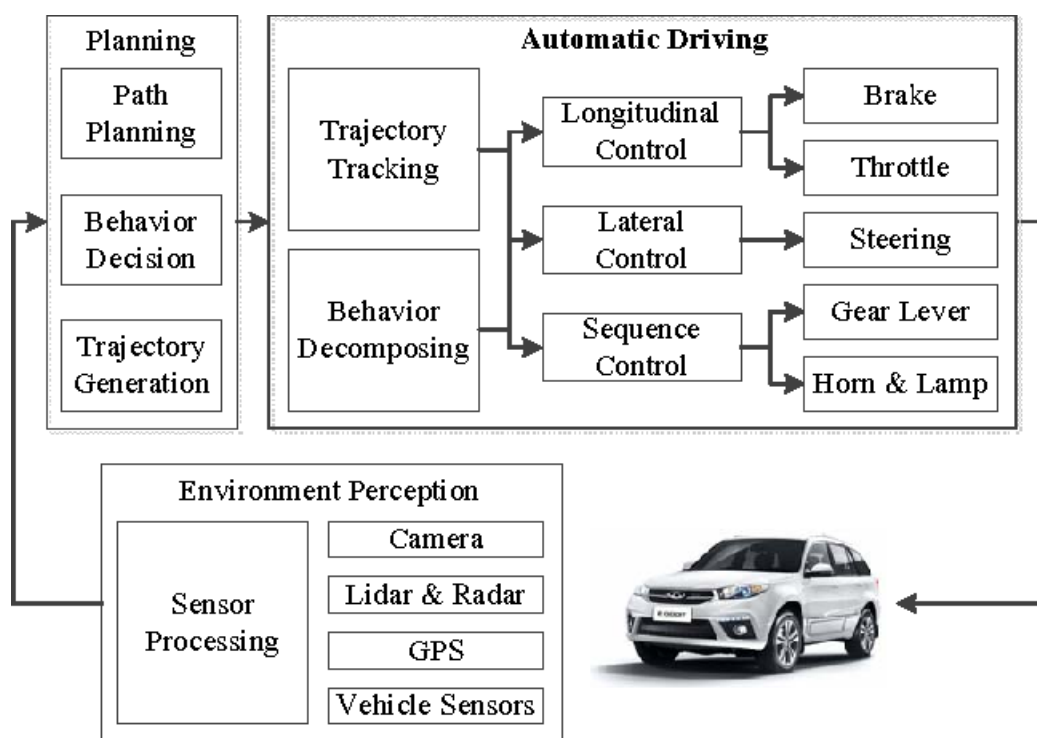 Planning
Path
Planning
Behavior
Decision
Trajectory
Generation
Automatic Driving
Trajectory
Tracking
Behavior
Decomposing
Longitudinal
Control
Lateral
Control
Sequence
Control
Brake
Throttle
Steering
Gear Lever
Horn & Lamp
Environment Perception
Sensor
Processing
Camera
Lidar & Radar
GPS
Vehicle Sensors